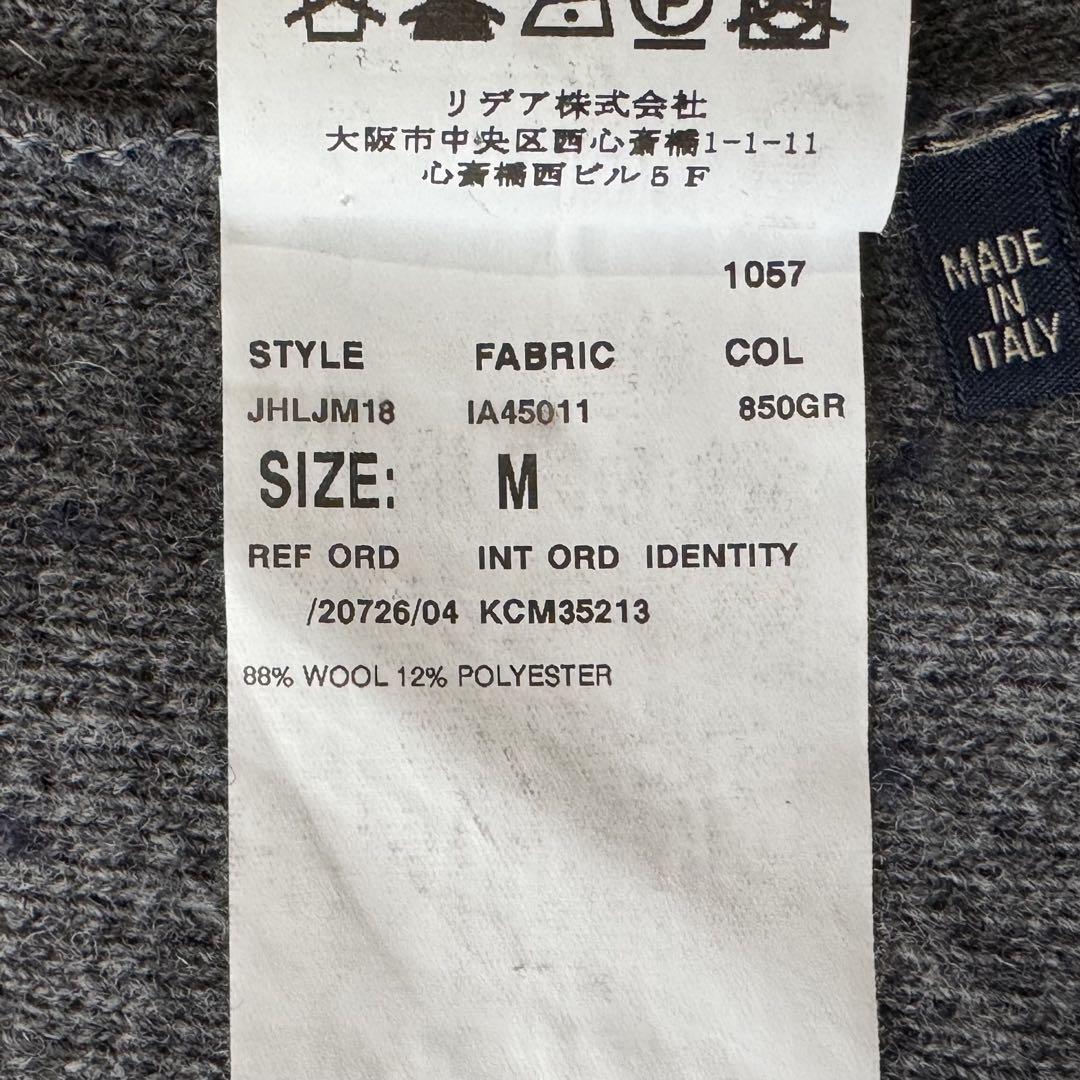 P
リデア株式会社
大阪市中央区西心斎橋1-1-11
心斎橋西ビル5F
1057
STYLE FABRIC COL
JHLJM18 IA45011 850GR
SIZE: M
REF ORD INT ORD IDENTITY
/20726/04 KCM35213
88% WOOL 12% POLYESTER
MADE
IN
ITALY